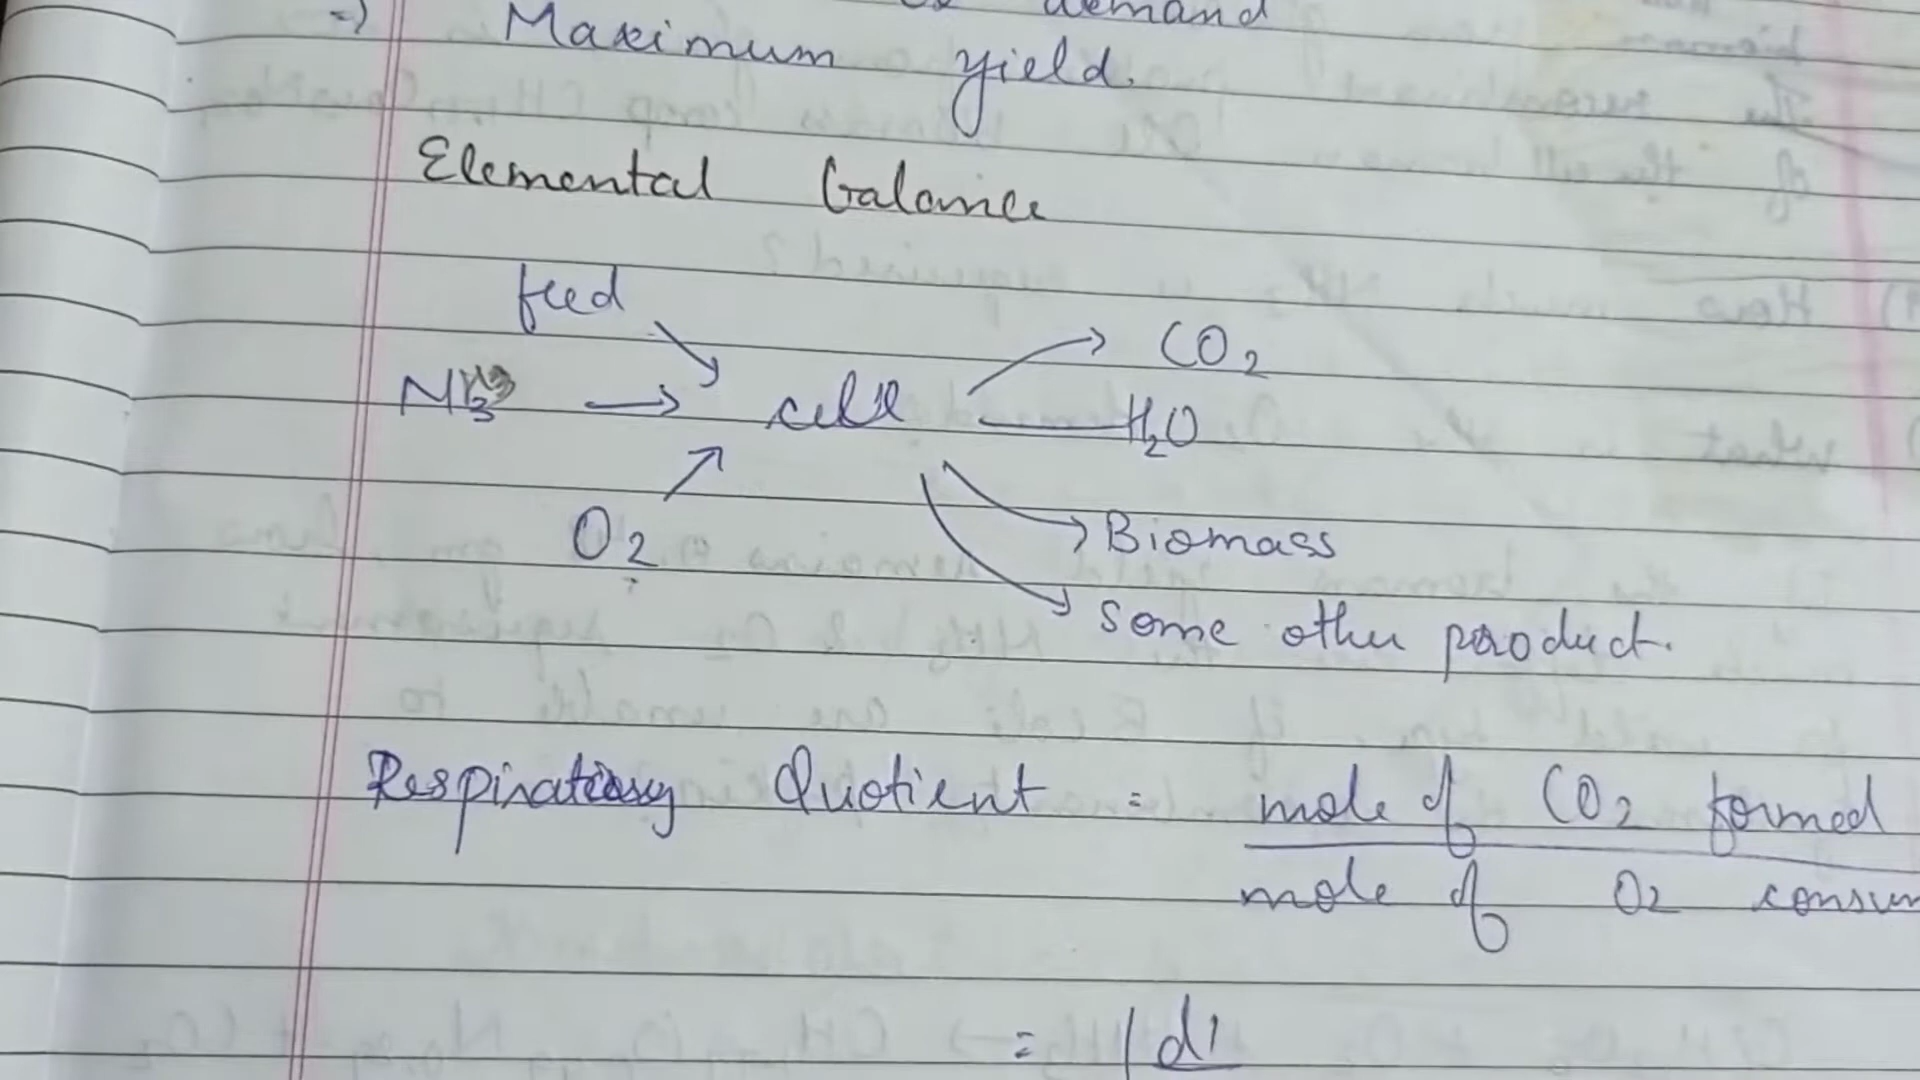 =) Maximum demand
yield.
Elemental balance
feed
CO2
NH3 → cell
H2O
O2
Biomass
Some other product.
Respiratory Quotient = mole of CO2 formed
mole of O2
= |d|